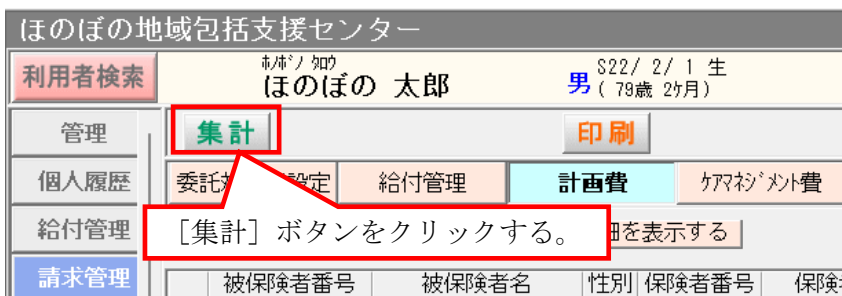 ほのぼの地域包括支援センター
利用者検索
ﾎﾉﾎﾞﾉ ﾀﾛｳ
ほのぼの 太郎
男
S22/ 2/ 1 生
( 79歳 2ｹ月)
管理
集計
印刷
個人履歴
委託
設定
給付管理
計画費
ｹｱﾏﾈｼﾞﾒﾝﾄ費
給付管理
[集計] ボタンをクリックする。
を表示する
請求管理
被保険者番号
被保険者名
性別
保険者番号
保険